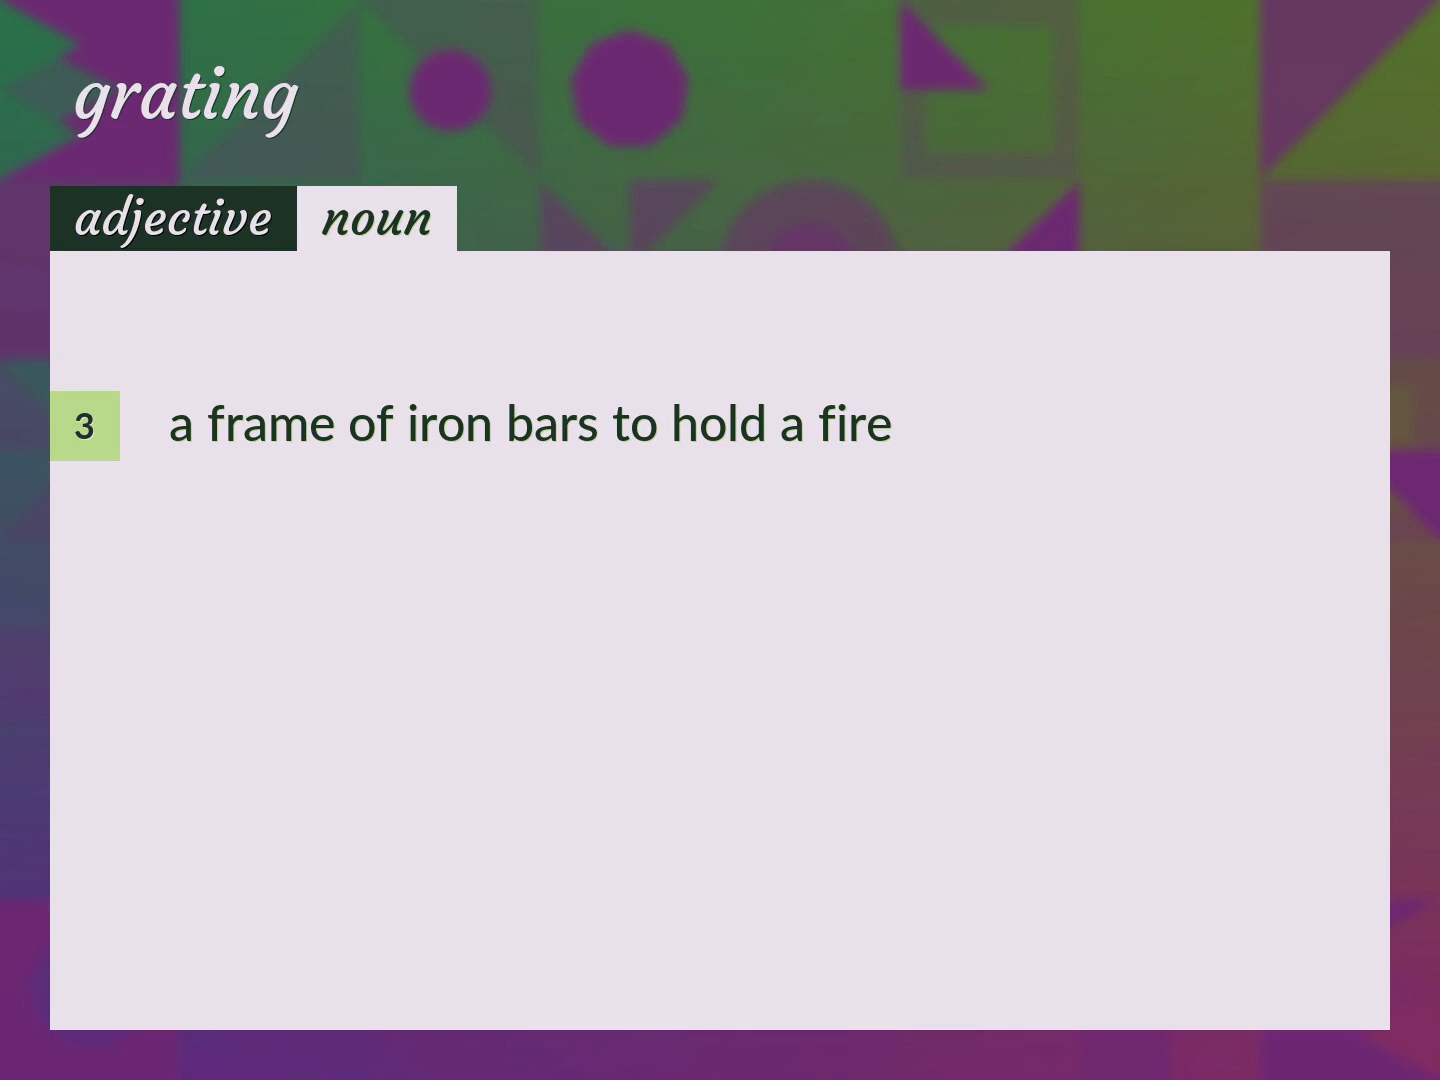 grating
adjective noun
3 a frame of iron bars to hold a fire